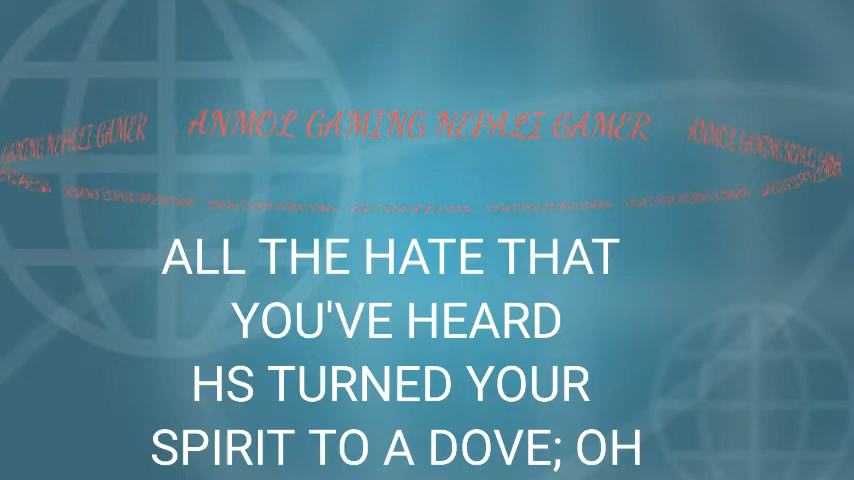 ANMOL GAMING NEPALI GAMER
GAMING NEPALI GAMER
ANMOL GAMING NEPALI GAMER
ALL THE HATE THAT
YOU'VE HEARD
HS TURNED YOUR
SPIRIT TO A DOVE; OH